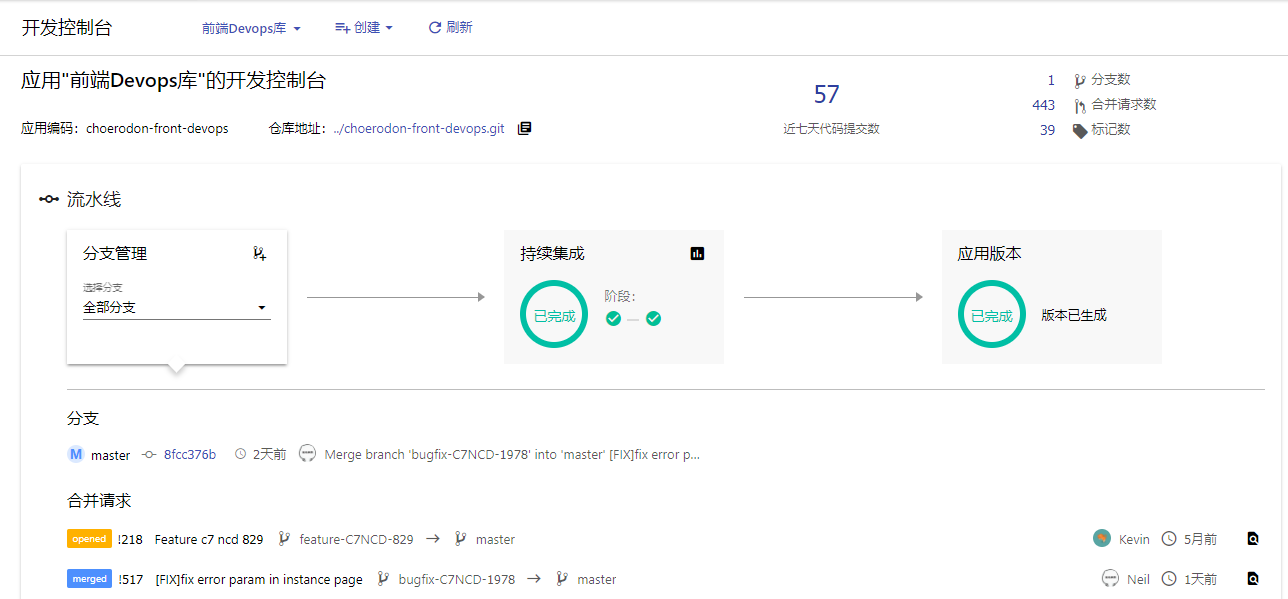 开发控制台 前端Devops库 创建 刷新
应用"前端Devops库"的开发控制台
57
近七天代码提交数
1 分支数
443 合并请求数
39 标记数
应用编码：choerodon-front-devops 仓库地址：../choerodon-front-devops.git
流水线
分支管理
选择分支
全部分支
持续集成
已完成
阶段：
应用版本
已完成
版本已生成
分支
M master 8fcc376b 2天前 Merge branch 'bugfix-C7NCD-1978' into 'master' [FIX]fix error p...
合并请求
opened !218 Feature c7 ncd 829 feature-C7NCD-829 → master Kevin 5月前
merged !517 [FIX]fix error param in instance page bugfix-C7NCD-1978 → master Neil 1天前